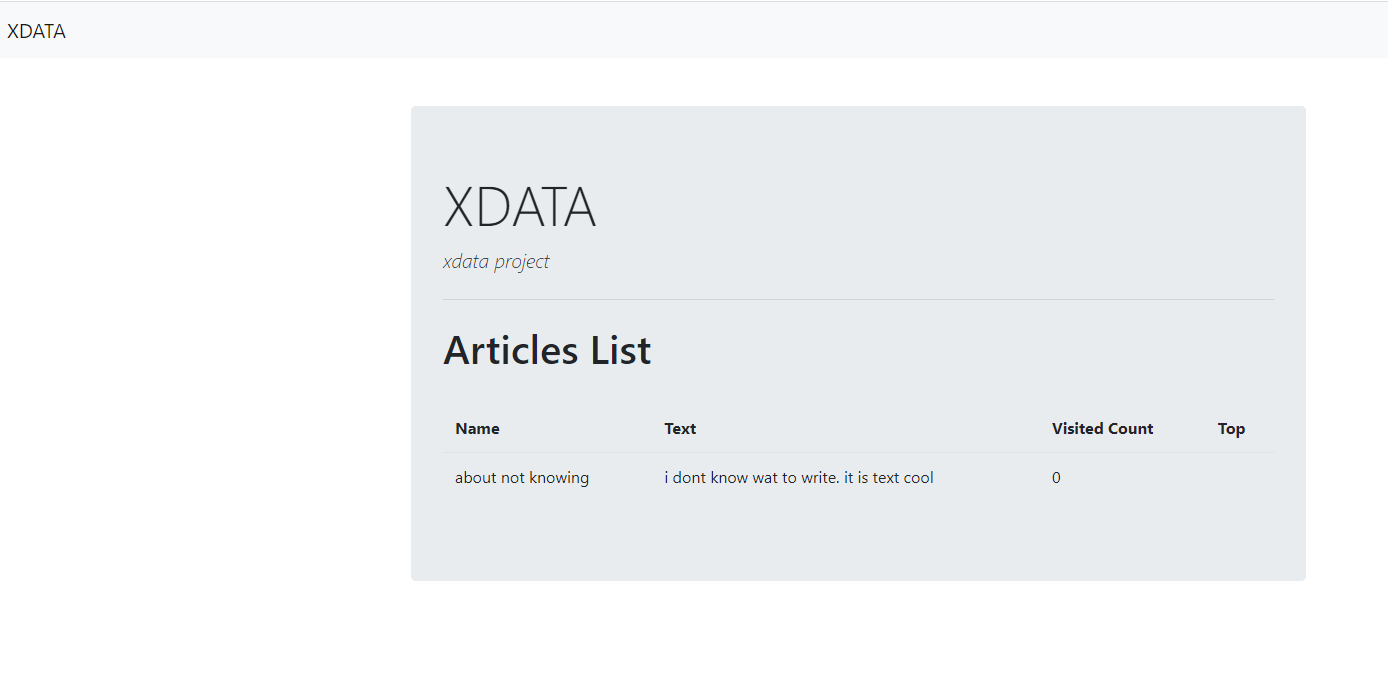 XDATA
XDATA
xdata project
Articles List
Name Text Visited Count Top
about not knowing i dont know wat to write. it is text cool 0